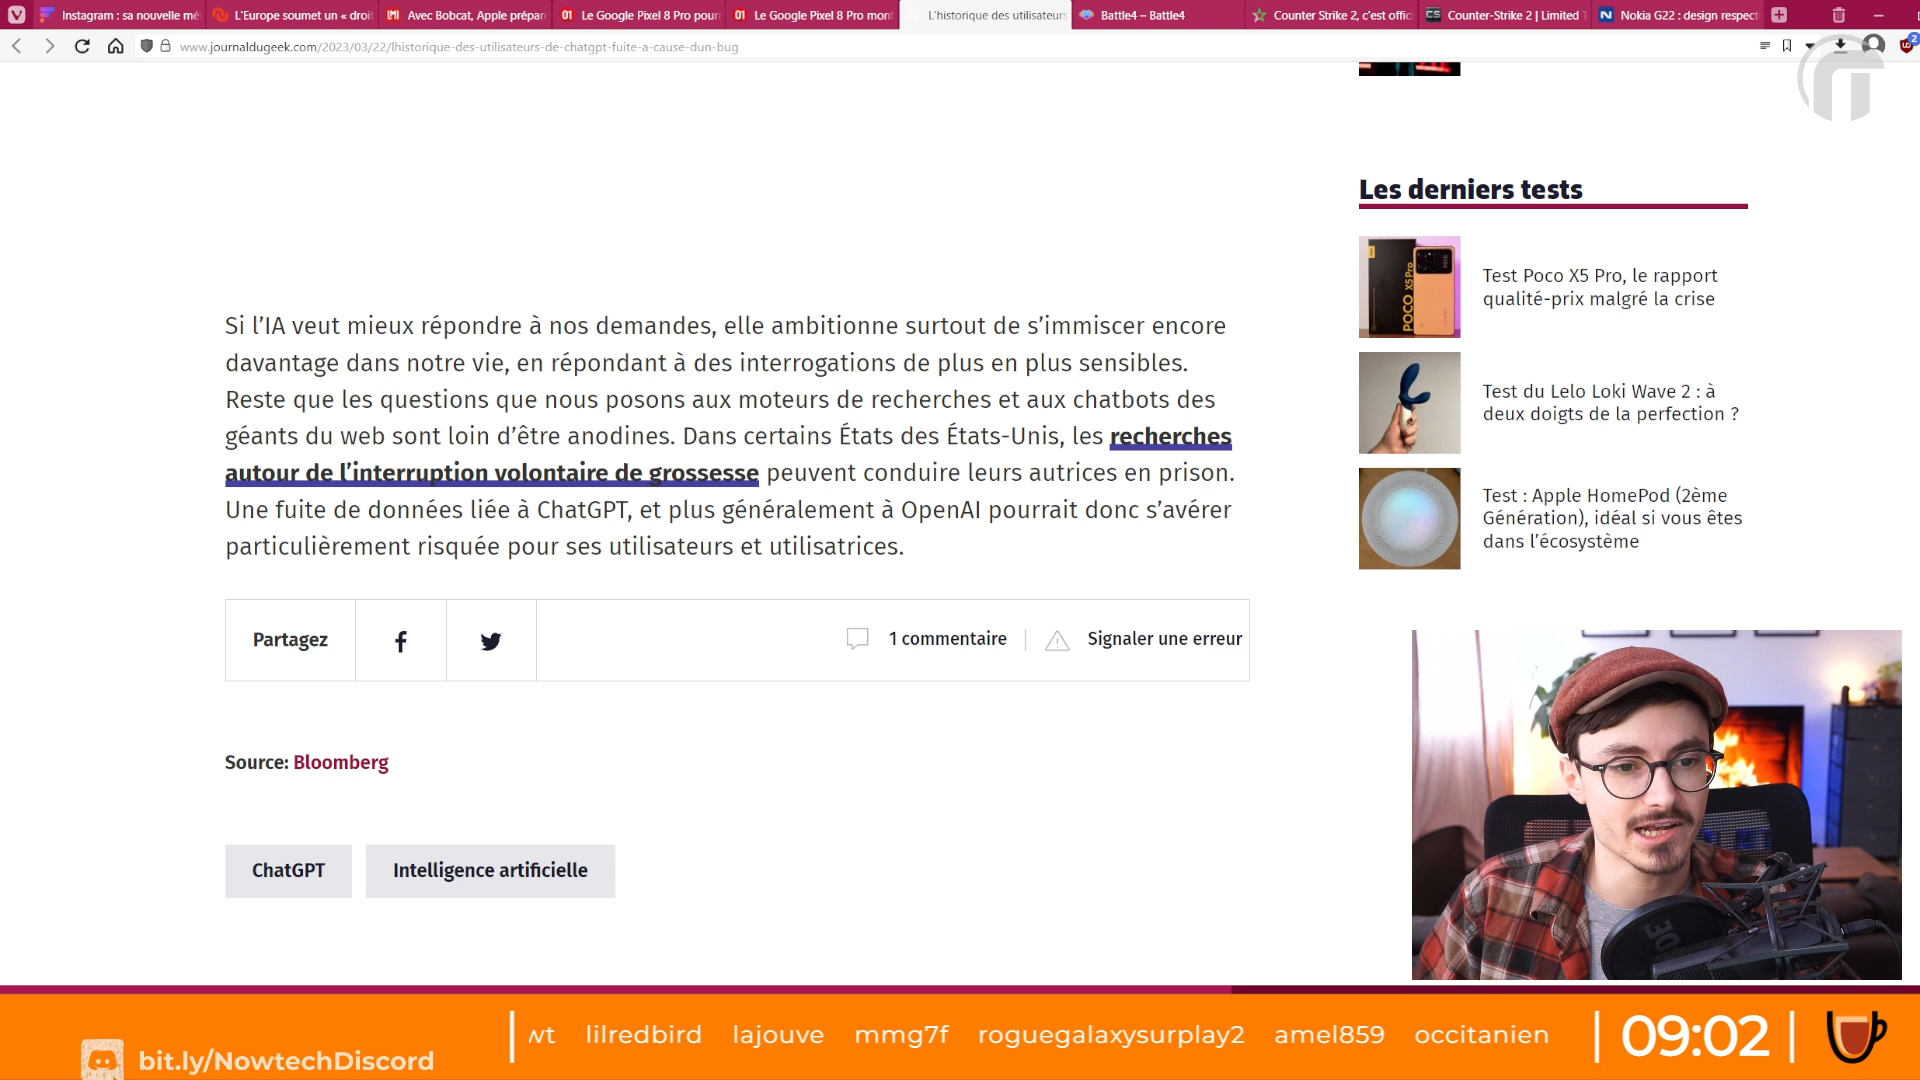 Instagram : sa nouvelle mé
L'Europe soumet un « droit
Avec Bobcat, Apple prépar
Le Google Pixel 8 Pro pour
Le Google Pixel 8 Pro mon
L'historique des utilisateurs
Battle4 – Battle4
Counter Strike 2, c'est offic
Counter-Strike 2 | Limited T
Nokia G22 : design respect
www.journaldugeek.com/2023/03/22/lhistorique-des-utilisateurs-de-chatgpt-fuite-a-cause-dun-bug
2
Les derniers tests
Test Poco X5 Pro, le rapport
qualité-prix malgré la crise
Test du Lelo Loki Wave 2 : à
deux doigts de la perfection ?
Test : Apple HomePod (2ème
Génération), idéal si vous êtes
dans l'écosystème
POCO X5 Pro
Si l'IA veut mieux répondre à nos demandes, elle ambitionne surtout de s'immiscer encore
davantage dans notre vie, en répondant à des interrogations de plus en plus sensibles.
Reste que les questions que nous posons aux moteurs de recherches et aux chatbots des
géants du web sont loin d'être anodines. Dans certains États des États-Unis, les recherches
autour de l'interruption volontaire de grossesse peuvent conduire leurs autrices en prison.
Une fuite de données liée à ChatGPT, et plus généralement à OpenAI pourrait donc s'avérer
particulièrement risquée pour ses utilisateurs et utilisatrices.
Partagez
1 commentaire
Signaler une erreur
Source: Bloomberg
ChatGPT
Intelligence artificielle
bit.ly/NowtechDiscord
wt lilredbird lajouve mmg7f roguegalaxysurplay2 amel859 occitanien
09:02